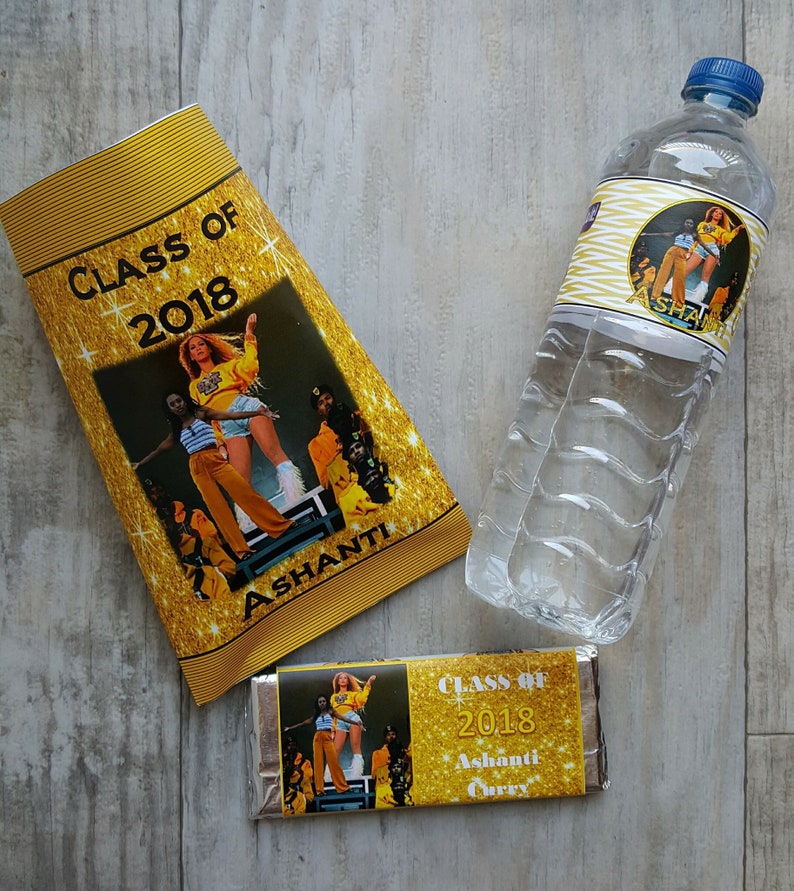 CLASS OF
2018
ASHANTI
ASHANTI
CLASS OF
2018
Ashanti
Curry